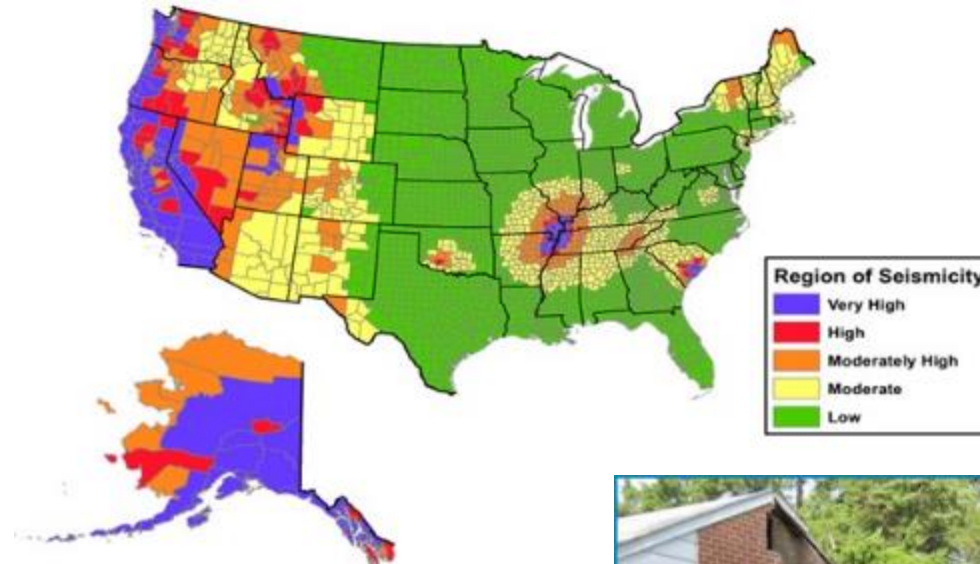 Region of Seismicity
Very High
High
Moderately High
Moderate
Low